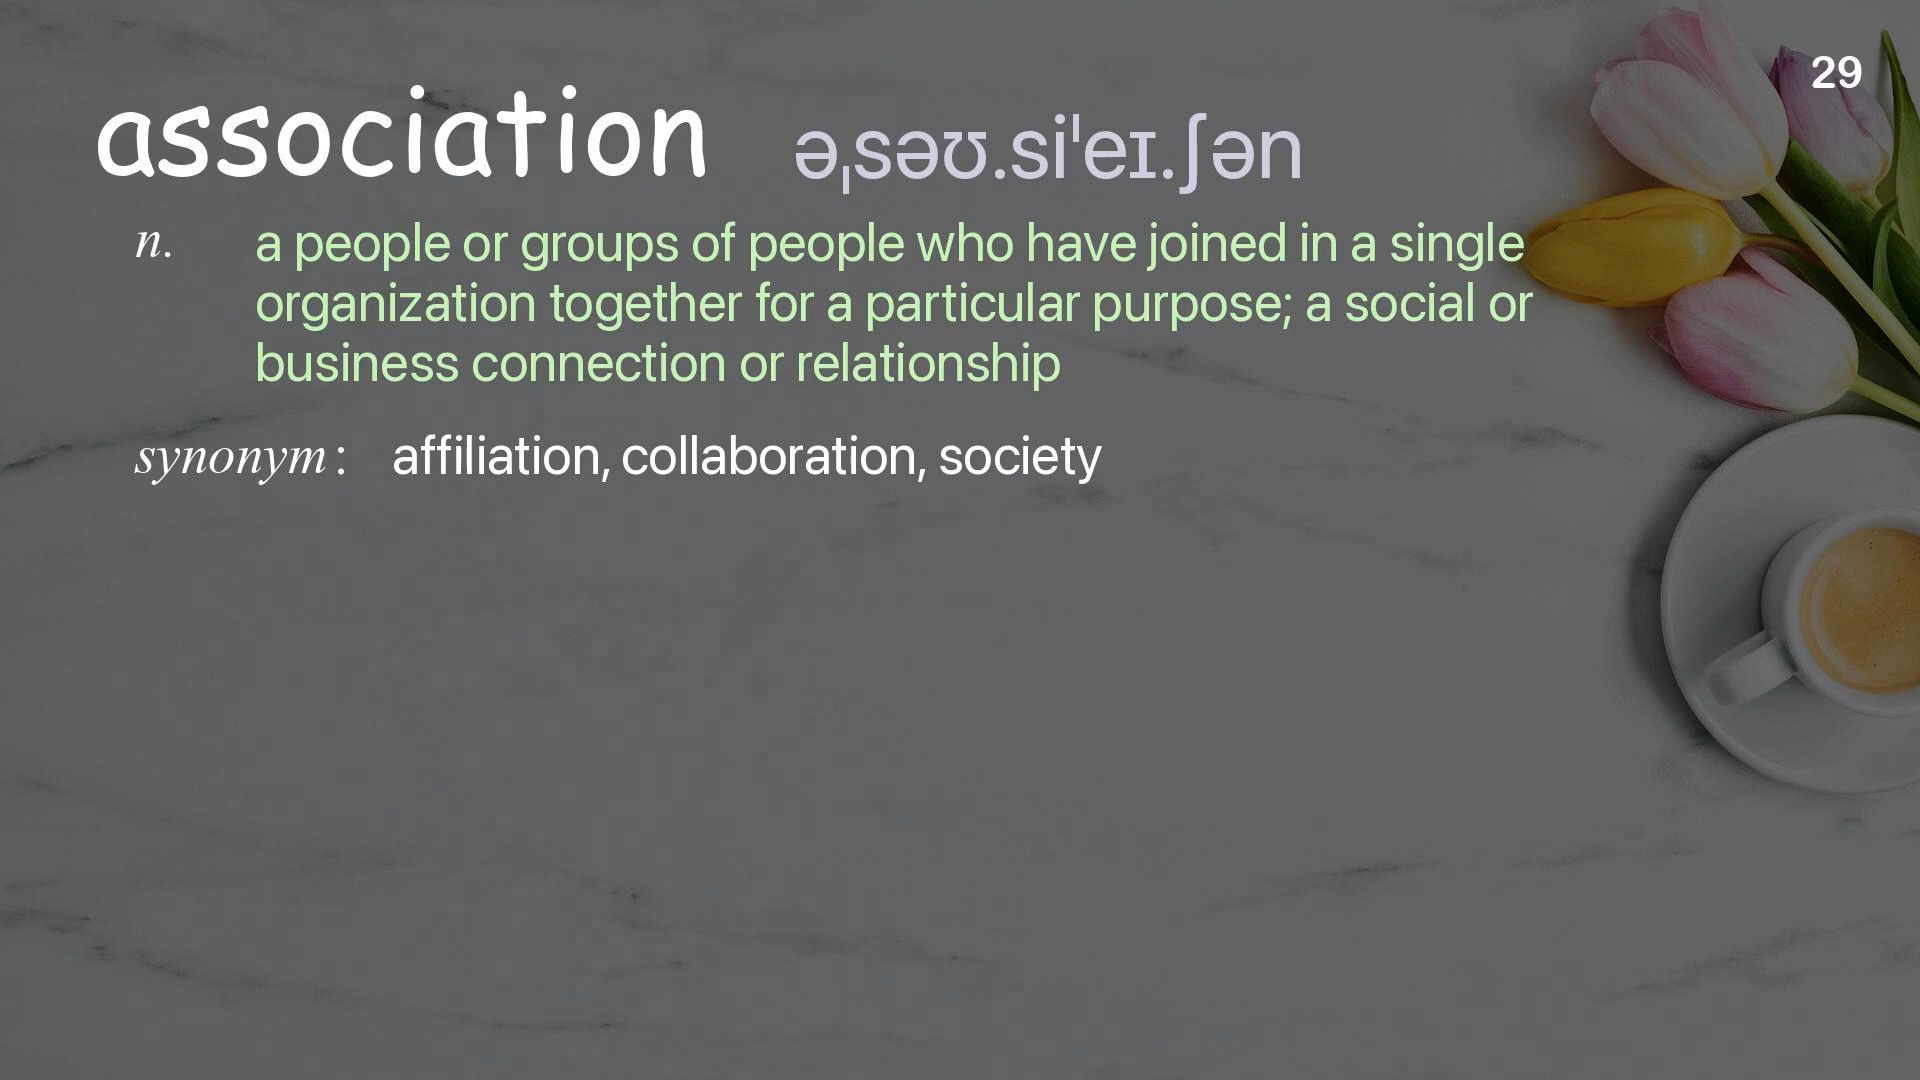 29
association əˌsəʊ.siˈeɪ.ʃən
n. a people or groups of people who have joined in a single
organization together for a particular purpose; a social or
business connection or relationship
synonym : affiliation, collaboration, society